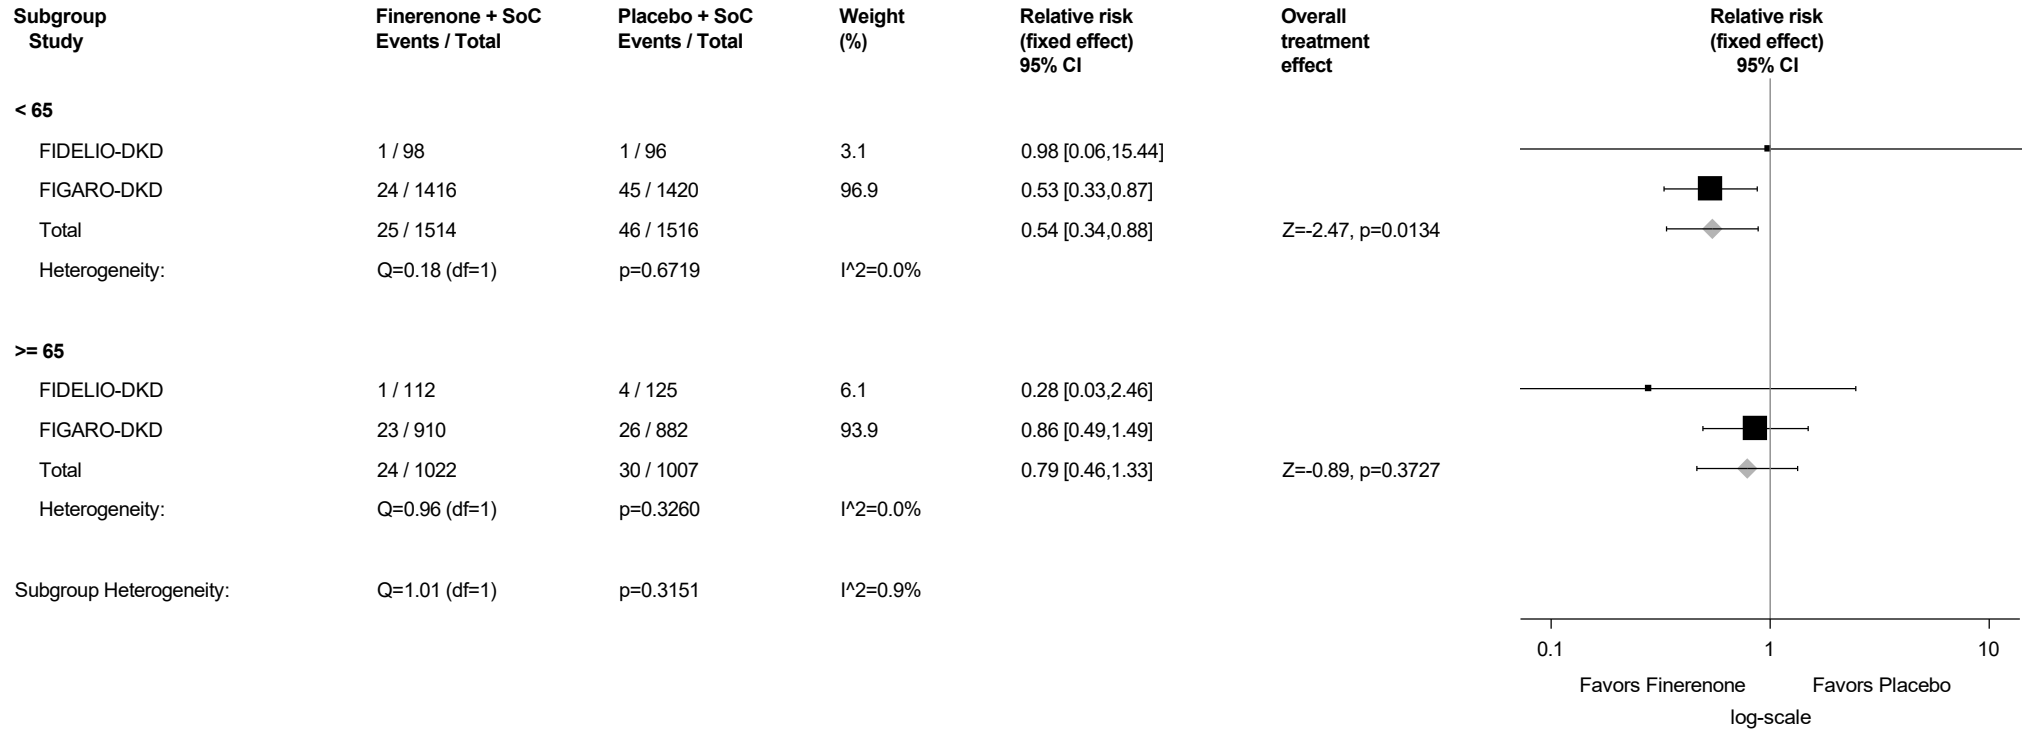 Subgroup Finerenone + SoC Placebo + SoC Weight Relative risk Overall Relative risk
Study Events / Total Events / Total (%) (fixed effect) treatment (fixed effect)
95% CI effect 95% CI
< 65
FIDELIO-DKD 1 / 98 1 / 96 3.1 0.98 [0.06,15.44]
FIGARO-DKD 24 / 1416 45 / 1420 96.9 0.53 [0.33,0.87]
Total 25 / 1514 46 / 1516 0.54 [0.34,0.88] Z=-2.47, p=0.0134
Heterogeneity: Q=0.18 (df=1) p=0.6719 I^2=0.0%
>= 65
FIDELIO-DKD 1 / 112 4 / 125 6.1 0.28 [0.03,2.46]
FIGARO-DKD 23 / 910 26 / 882 93.9 0.86 [0.49,1.49]
Total 24 / 1022 30 / 1007 0.79 [0.46,1.33] Z=-0.89, p=0.3727
Heterogeneity: Q=0.96 (df=1) p=0.3260 I^2=0.0%
Subgroup Heterogeneity: Q=1.01 (df=1) p=0.3151 I^2=0.9%
0.1 1 10
Favors Finerenone Favors Placebo
log-scale